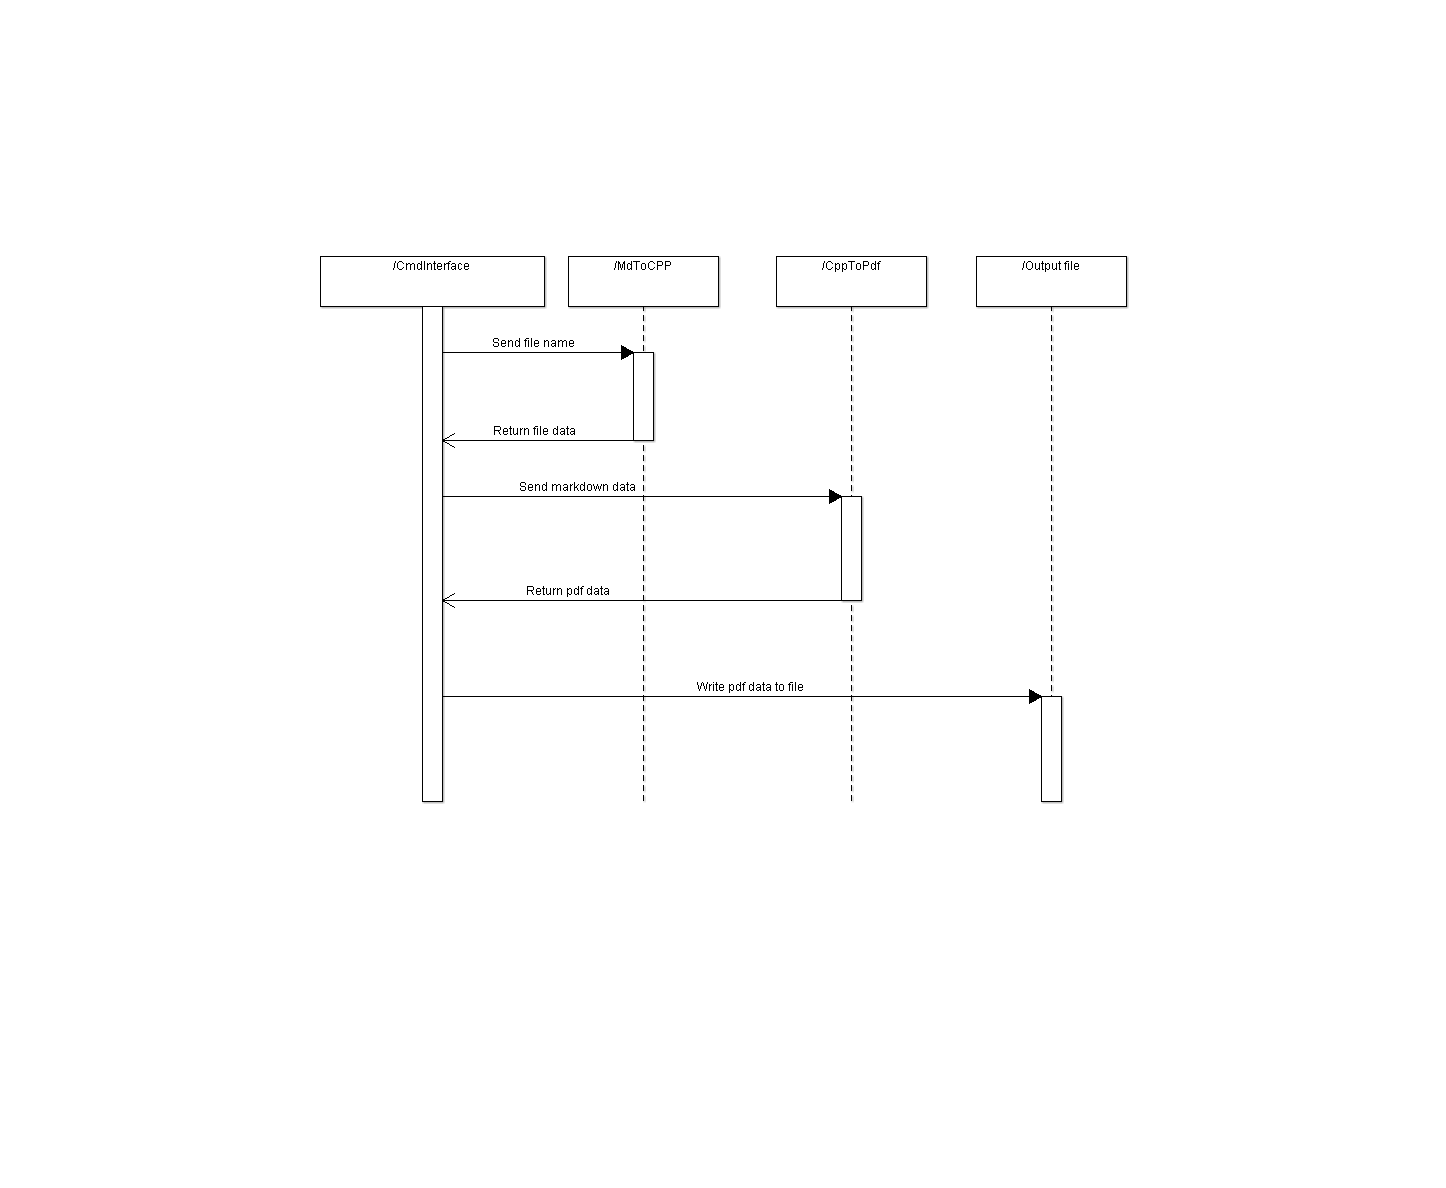 /CmdInterface
/MdToCPP
/CppToPdf
/Output file
Send file name
Return file data
Send markdown data
Return pdf data
Write pdf data to file